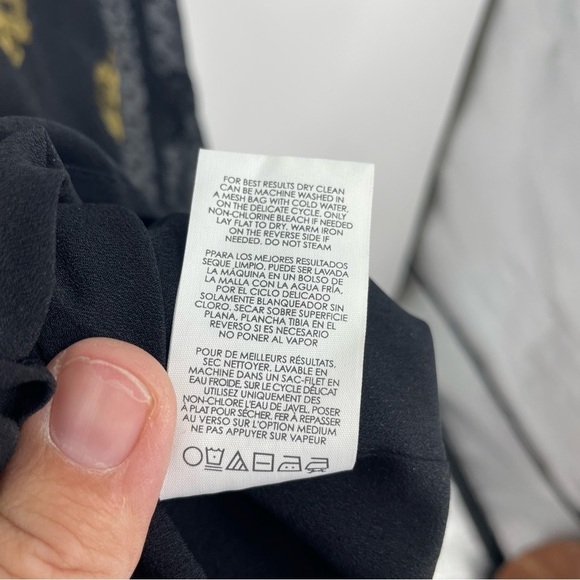 FOR BEST RESULTS DRY CLEAN
CAN BE MACHINE WASHED IN
A MESH BAG WITH COLD WATER,
ON THE DELICATE CYCLE. ONLY
NON-CHLORINE BLEACH IF NEEDED
LAY FLAT TO DRY. WARM IRON
ON THE REVERSE SIDE IF
NEEDED. DO NOT STEAM
PPARA LOS MEJORES RESULTADOS
SEQUE LIMPIO. PUEDE SER LAVADA
LA MÁQUINA EN UN BOLSO DE
LA MALLA CON LA AGUA FRÍA,
POR EL CICLO DELICADO
SOLAMENTE BLANQUEADOR SIN
CLORO. SECAR SOBRE SUPERFICIE
PLANA, PLANCHA TIBIA EN EL
REVERSO SI ES NECESARIO
NO PONER AL VAPOR
POUR DE MEILLEURS RÉSULTATS,
SEC NETTOYER. LAVABLE EN
MACHINE DANS UN SAC-FILET EN
EAU FROIDE, SUR LE CYCLE DÉLICAT
UTILISEZ UNIQUEMENT DES
NON-CHLORE L'EAU DE JAVEL. POSER
À PLAT POUR SÉCHER. FER À REPASSER
AU VERSO SUR L'OPTION MEDIUM
NE PAS APPUYER SUR VAPEUR